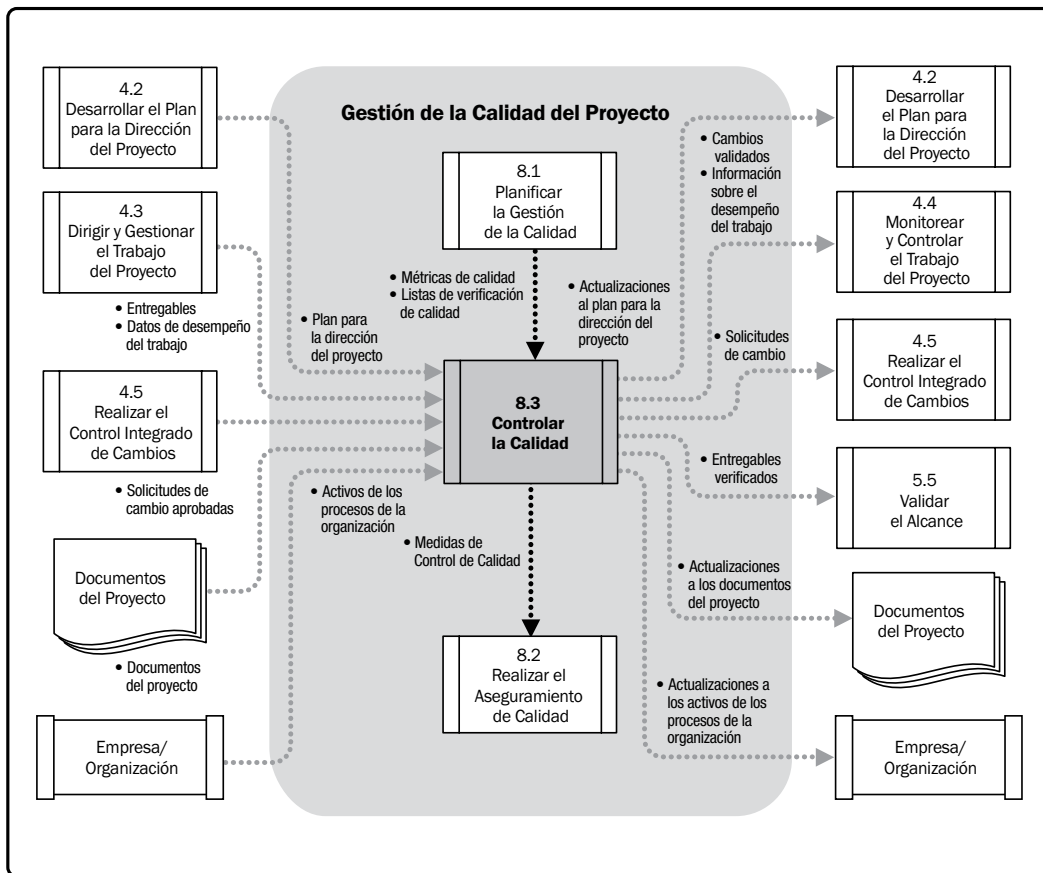 Gestión de la Calidad del Proyecto
4.2
Desarrollar el Plan
para la Dirección
del Proyecto
4.3
Dirigir y Gestionar
el Trabajo
del Proyecto
• Entregables
• Datos de desempeño
del trabajo
4.5
Realizar el
Control Integrado
de Cambios
• Solicitudes de
cambio aprobadas
Documentos
del Proyecto
• Documentos
del proyecto
Empresa/
Organización
8.1
Planificar
la Gestión
de la Calidad
• Métricas de calidad
• Listas de verificación
de calidad
• Plan para
la dirección
del proyecto
8.3
Controlar
la Calidad
• Activos de los
procesos de la
organización
• Medidas de
Control de Calidad
8.2
Realizar el
Aseguramiento
de Calidad
• Cambios
validados
• Información
sobre el
desempeño
del trabajo
• Actualizaciones
al plan para la
dirección del
proyecto
• Solicitudes
de cambio
• Entregables
verificados
• Actualizaciones
a los documentos
del proyecto
• Actualizaciones a
los activos de los
procesos de la
organización
4.2
Desarrollar
el Plan para
la Dirección
del Proyecto
4.4
Monitorear
y Controlar
el Trabajo
del Proyecto
4.5
Realizar el
Control Integrado
de Cambios
5.5
Validar
el Alcance
Documentos
del Proyecto
Empresa/
Organización